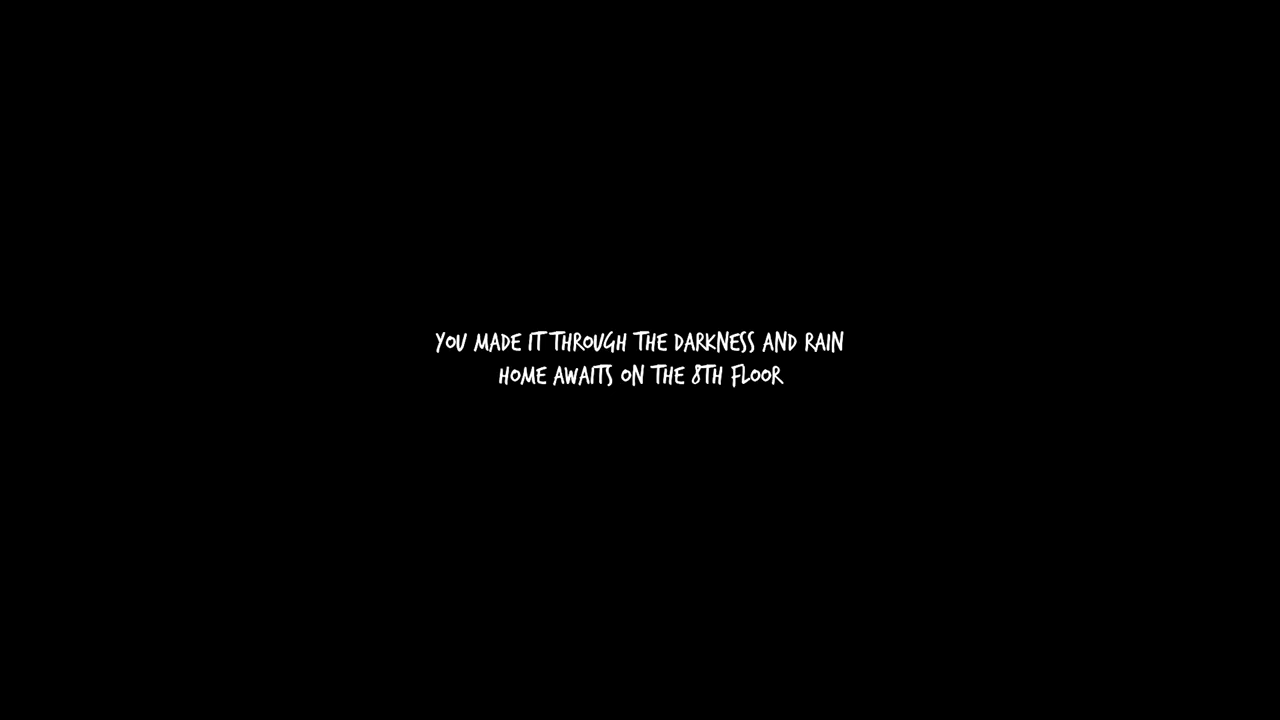 YOU MADE IT THROUGH THE DARKNESS AND RAIN
HOME AWAITS ON THE 8TH FLOOR